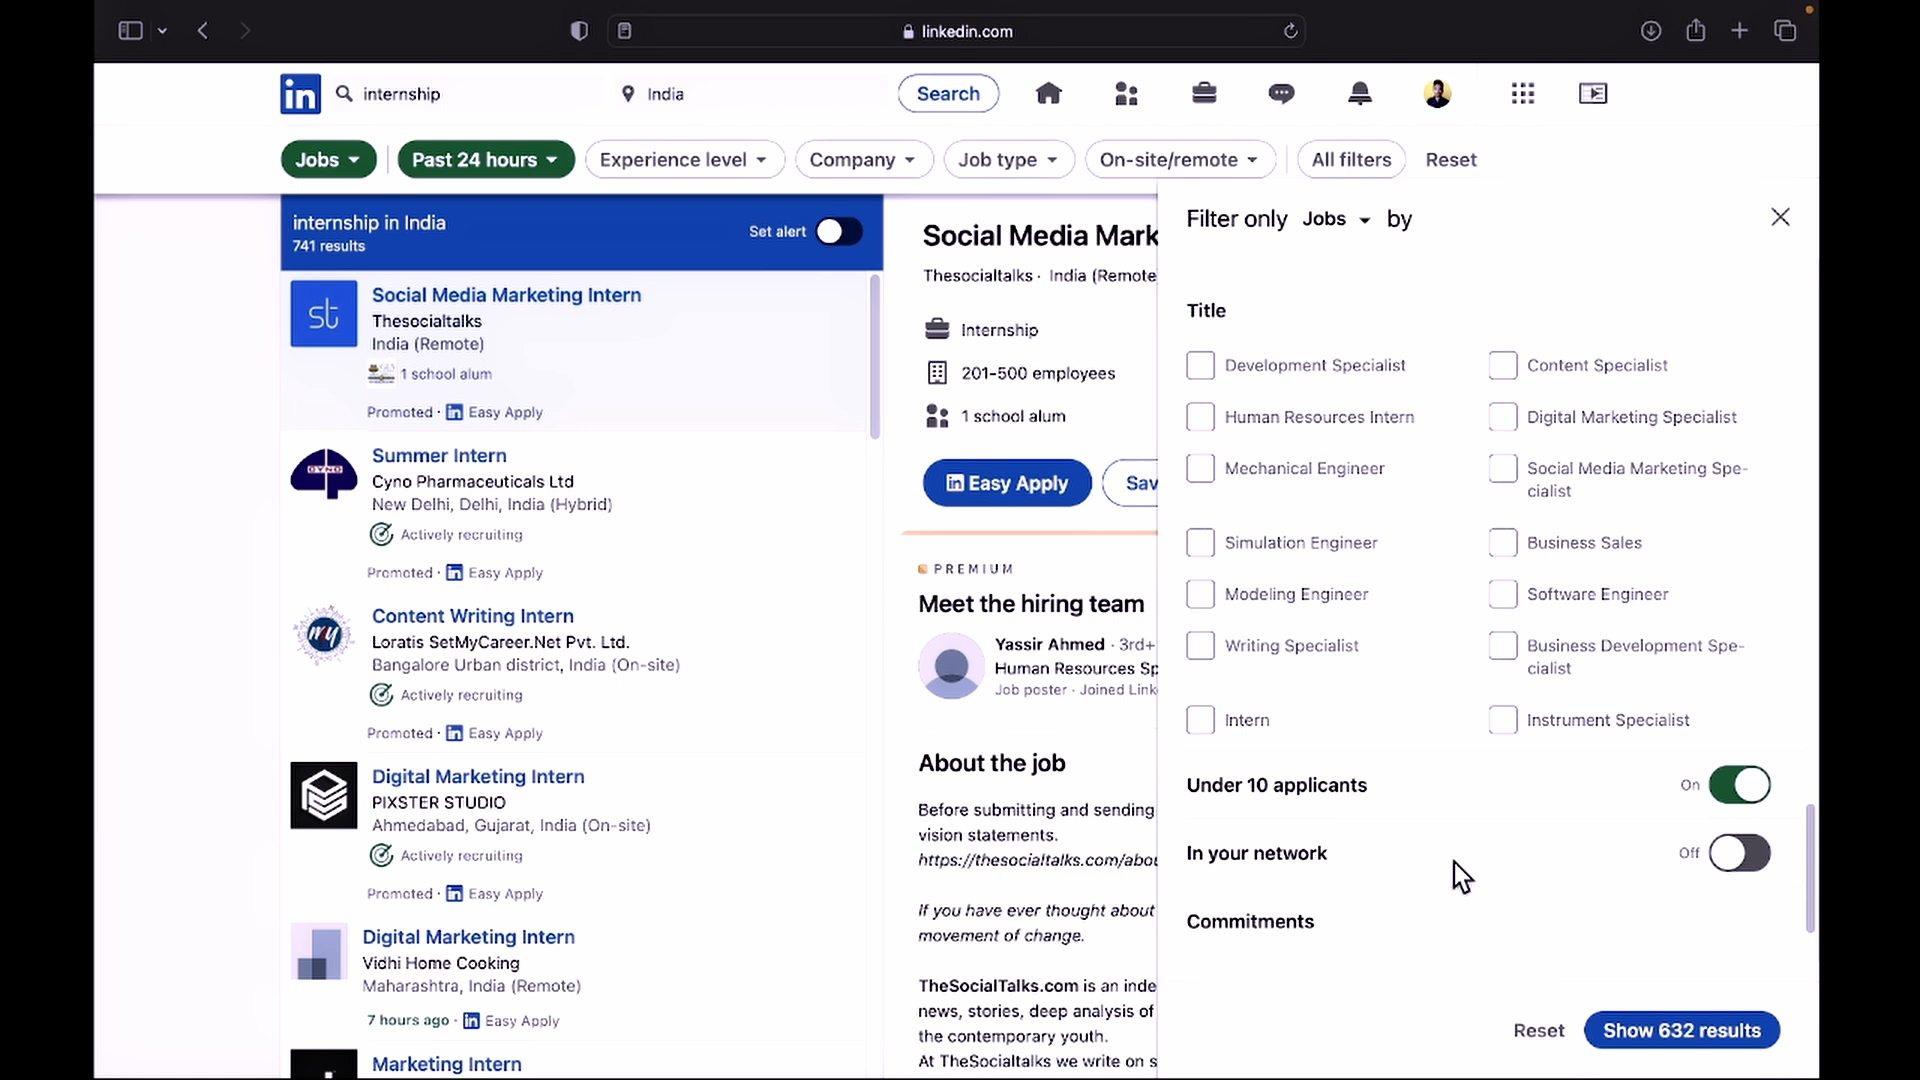 linkedin.com
in
internship
India
Search
Jobs
Past 24 hours
Experience level
Company
Job type
On-site/remote
All filters
Reset
internship in India
741 results
Set alert
st
Social Media Marketing Intern
Thesocialtalks
India (Remote)
1 school alum
Promoted · in Easy Apply
CYNO
Summer Intern
Cyno Pharmaceuticals Ltd
New Delhi, Delhi, India (Hybrid)
Actively recruiting
Promoted · in Easy Apply
my
Content Writing Intern
Loratis SetMyCareer.Net Pvt. Ltd.
Bangalore Urban district, India (On-site)
Actively recruiting
Promoted · in Easy Apply
Digital Marketing Intern
PIXSTER STUDIO
Ahmedabad, Gujarat, India (On-site)
Actively recruiting
Promoted · in Easy Apply
Digital Marketing Intern
Vidhi Home Cooking
Maharashtra, India (Remote)
7 hours ago · in Easy Apply
Marketing Intern
Social Media Mark
Thesocialtalks · India (Remote
Internship
201-500 employees
1 school alum
in Easy Apply
Sav
PREMIUM
Meet the hiring team
Yassir Ahmed · 3rd+
Human Resources Sp
Job poster · Joined Link
About the job
Before submitting and sending
vision statements.
https://thesocialtalks.com/abou
If you have ever thought about
movement of change.
TheSocialTalks.com is an inde
news, stories, deep analysis of
the contemporary youth.
At TheSocialtalks we write on s
Filter only Jobs by
Title
Development Specialist
Content Specialist
Human Resources Intern
Digital Marketing Specialist
Mechanical Engineer
Social Media Marketing Spe-
cialist
Simulation Engineer
Business Sales
Modeling Engineer
Software Engineer
Writing Specialist
Business Development Spe-
cialist
Intern
Instrument Specialist
Under 10 applicants
On
In your network
Off
Commitments
Reset
Show 632 results